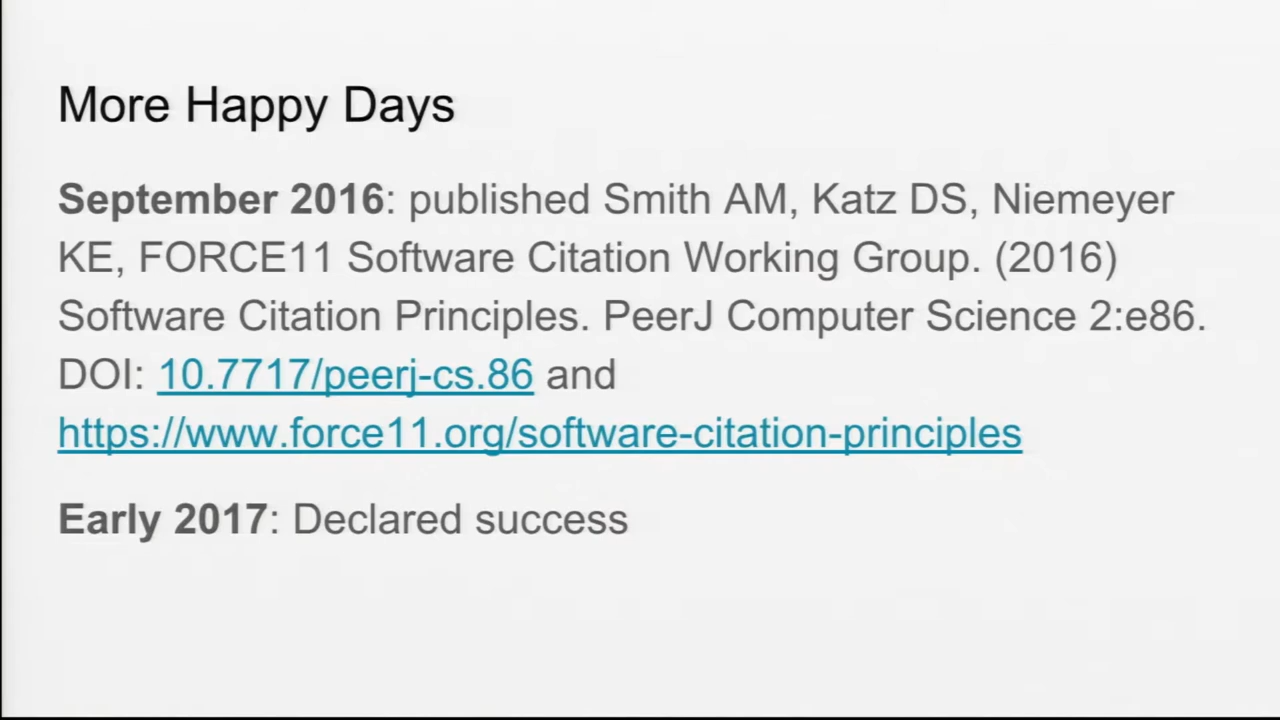 More Happy Days
September 2016: published Smith AM, Katz DS, Niemeyer
KE, FORCE11 Software Citation Working Group. (2016)
Software Citation Principles. PeerJ Computer Science 2:e86.
DOI: 10.7717/peerj-cs.86 and
https://www.force11.org/software-citation-principles
Early 2017: Declared success